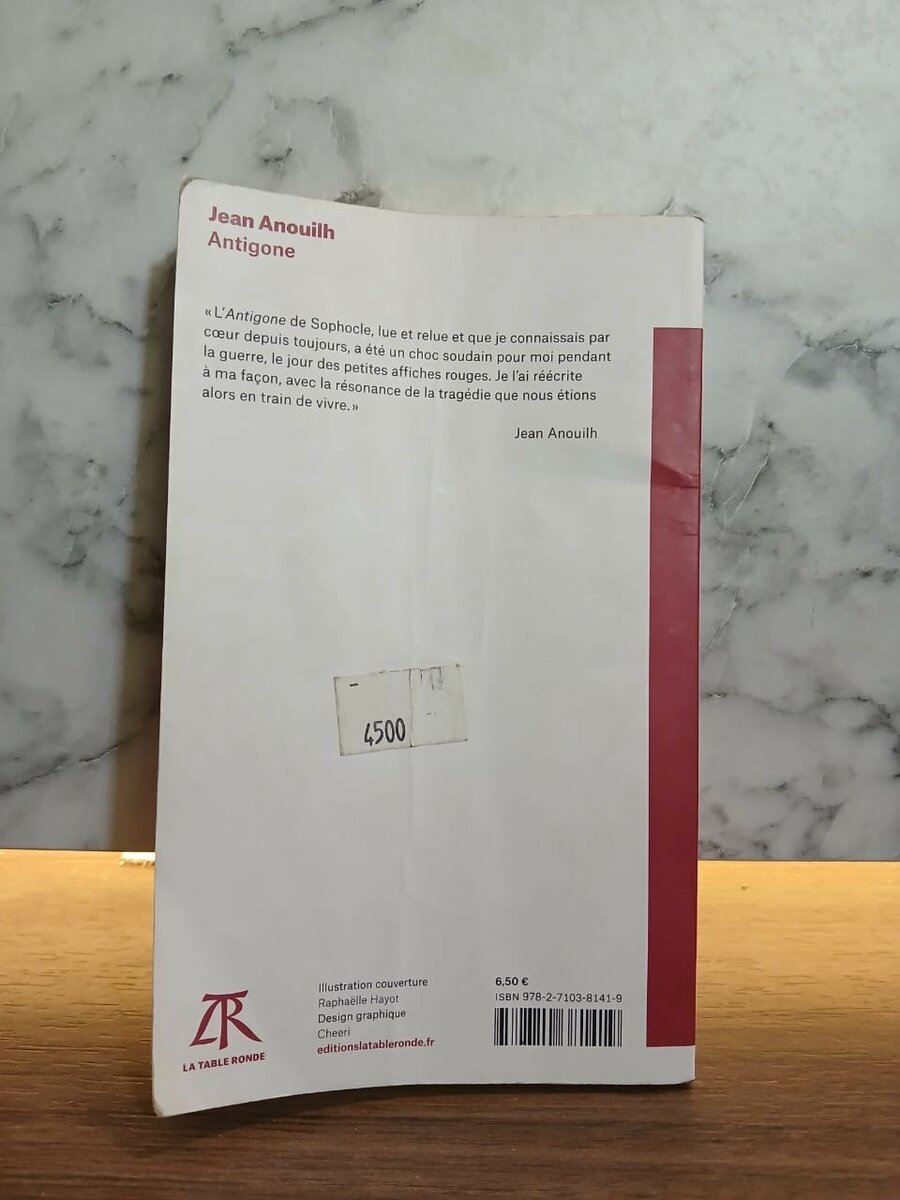 Jean Anouilh
Antigone
« L'Antigone de Sophocle, lue et relue et que je connaissais par
cœur depuis toujours, a été un choc soudain pour moi pendant
la guerre, le jour des petites affiches rouges. Je l'ai réécrite
à ma façon, avec la résonance de la tragédie que nous étions
alors en train de vivre. »
Jean Anouilh
4500
TR
LA TABLE RONDE
Illustration couverture
Raphaëlle Hayot
Design graphique
Cheeri
editionslatableronde.fr
6,50 €
ISBN 978-2-7103-8141-9